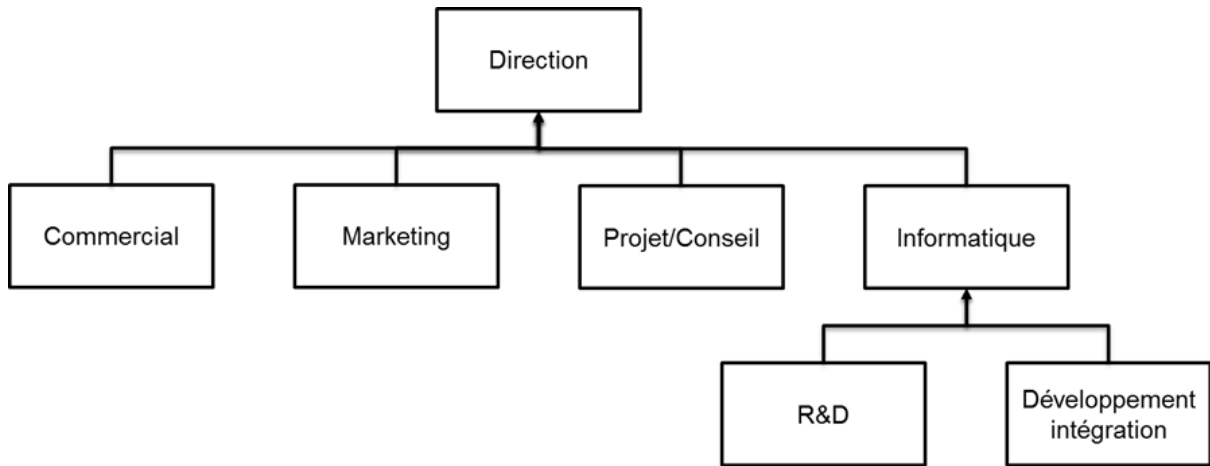 Direction
Commercial
Marketing
Projet/Conseil
Informatique
R&D
Développement
intégration